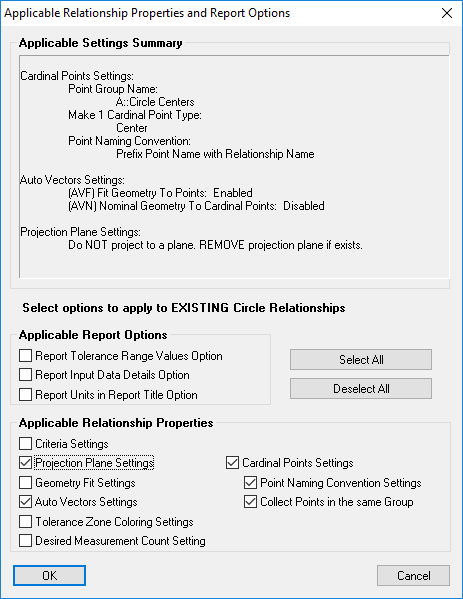 Applicable Relationship Properties and Report Options
Applicable Settings Summary
Cardinal Points Settings:
Point Group Name:
A::Circle Centers
Make 1 Cardinal Point Type:
Center
Point Naming Convention:
Prefix Point Name with Relationship Name
Auto Vectors Settings:
(AVF) Fit Geometry To Points: Enabled
(AVN) Nominal Geometry To Cardinal Points: Disabled
Projection Plane Settings:
Do NOT project to a plane. REMOVE projection plane if exists.
Select options to apply to EXISTING Circle Relationships
Applicable Report Options
Report Tolerance Range Values Option
Report Input Data Details Option
Report Units in Report Title Option
Select All
Deselect All
Applicable Relationship Properties
Criteria Settings
Projection Plane Settings
Cardinal Points Settings
Geometry Fit Settings
Point Naming Convention Settings
Auto Vectors Settings
Collect Points in the same Group
Tolerance Zone Coloring Settings
Desired Measurement Count Setting
OK
Cancel